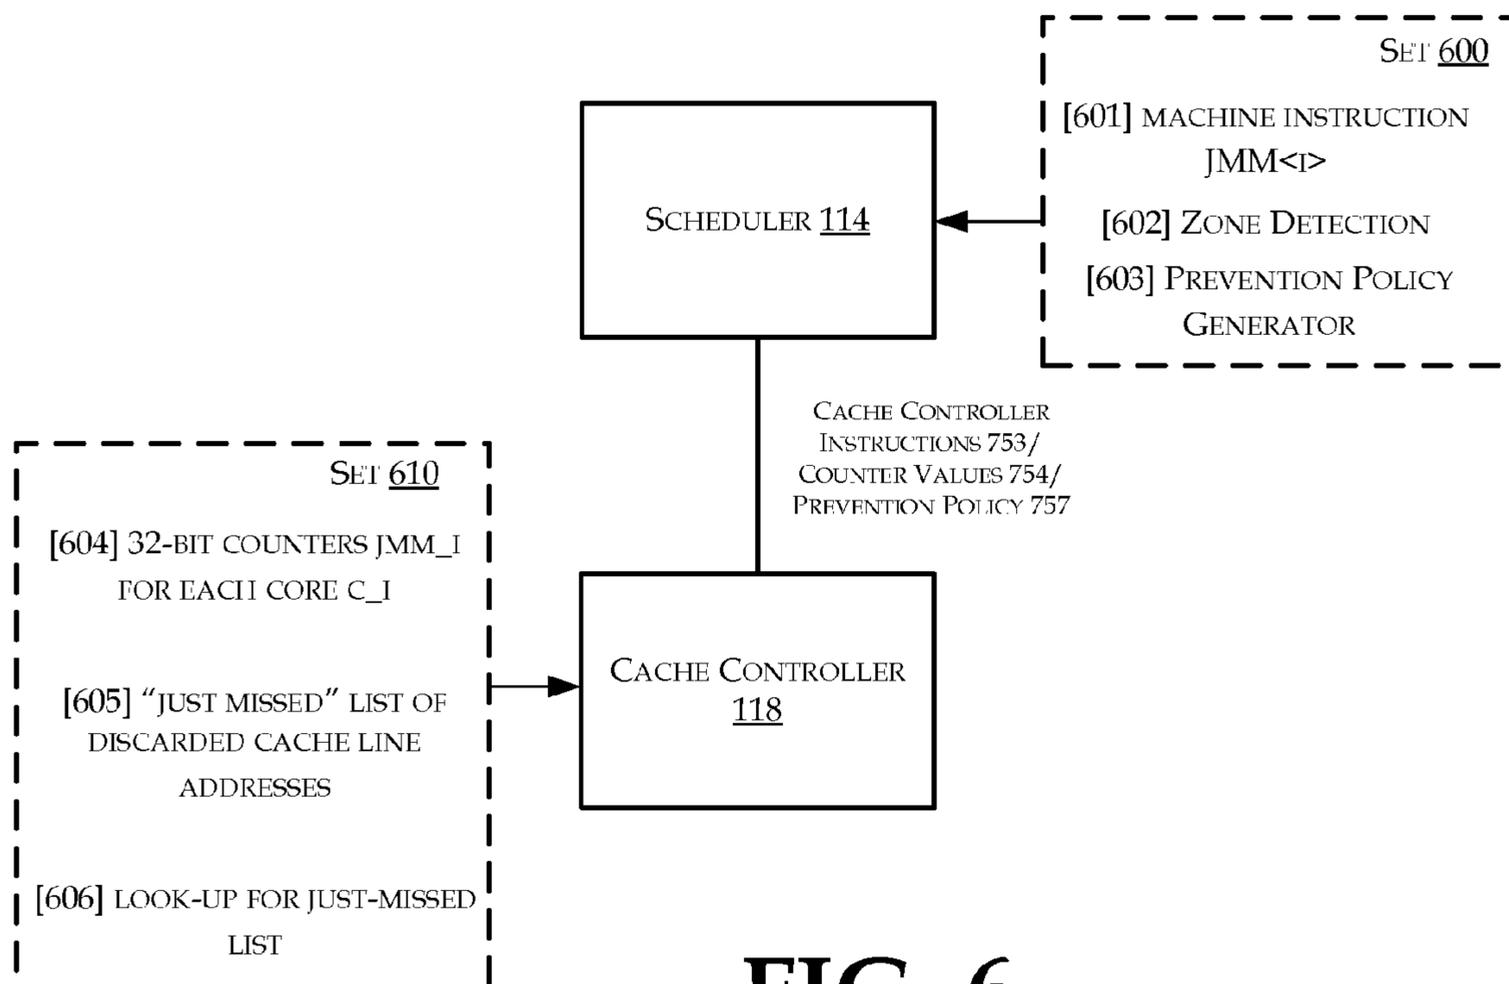 Set 600
[601] machine instruction
JMM<i>
[602] Zone Detection
[603] Prevention Policy
Generator
Scheduler 114
Cache Controller
Instructions 753/
Counter Values 754/
Prevention Policy 757
Set 610
[604] 32-bit counters JMM_I
for each core C_I
[605] “just missed” list of
discarded cache line
addresses
[606] look-up for just-missed
list
Cache Controller
118
FIG. 6